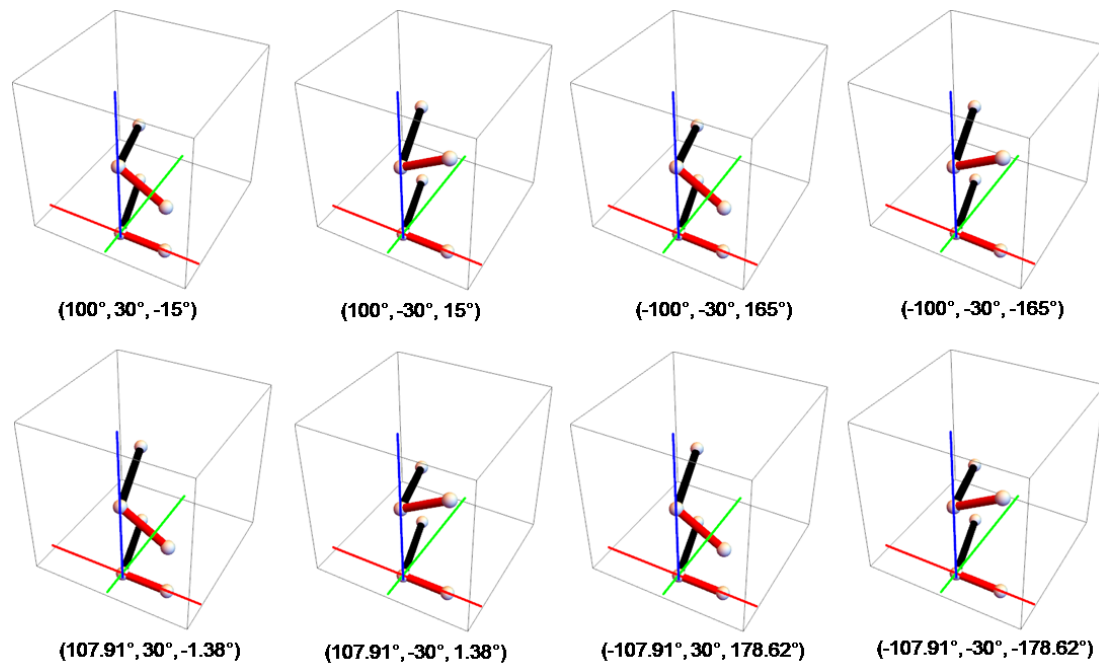 (100°, 30°, -15°)
(100°, -30°, 15°)
(-100°, -30°, 165°)
(-100°, -30°, -165°)
(107.91°, 30°, -1.38°)
(107.91°, -30°, 1.38°)
(-107.91°, 30°, 178.62°)
(-107.91°, -30°, -178.62°)